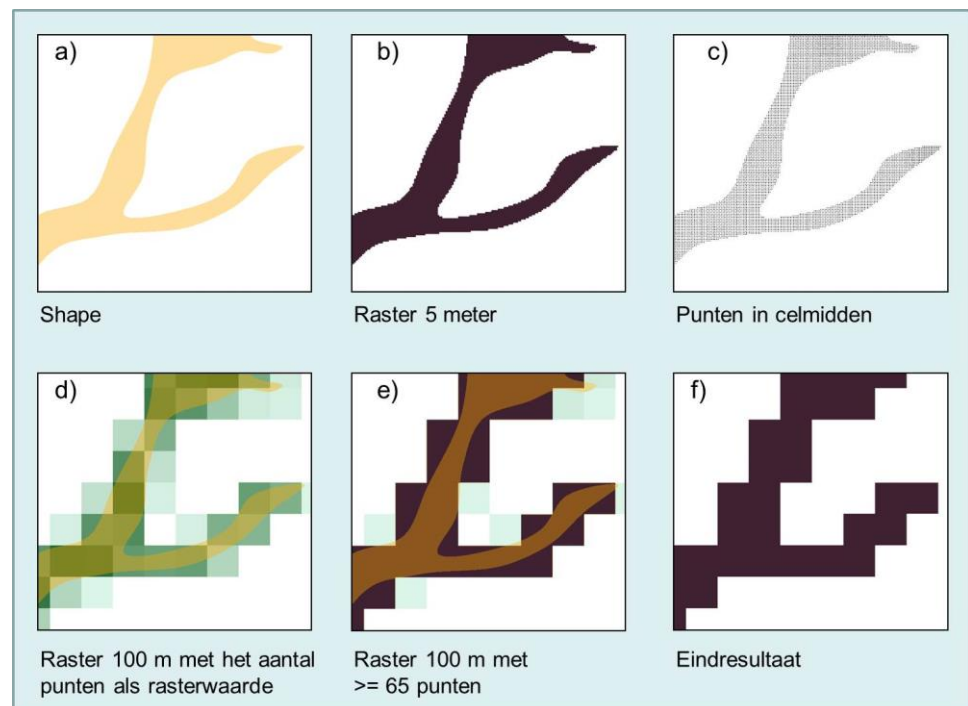 a)
b)
c)
Shape
Raster 5 meter
Punten in celmidden
d)
e)
f)
Raster 100 m met het aantal
punten als rasterwaarde
Raster 100 m met
>= 65 punten
Eindresultaat